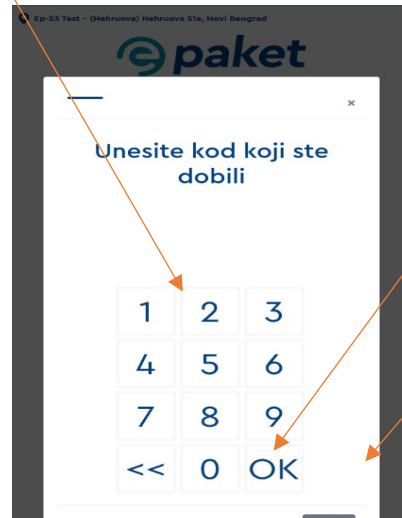 Ep-23 Test - (Nehruova) Nehruova 51a, Novi Beograd
e paket
×
Unesite kod koji ste
dobili
1 2 3
4 5 6
7 8 9
<< 0 OK